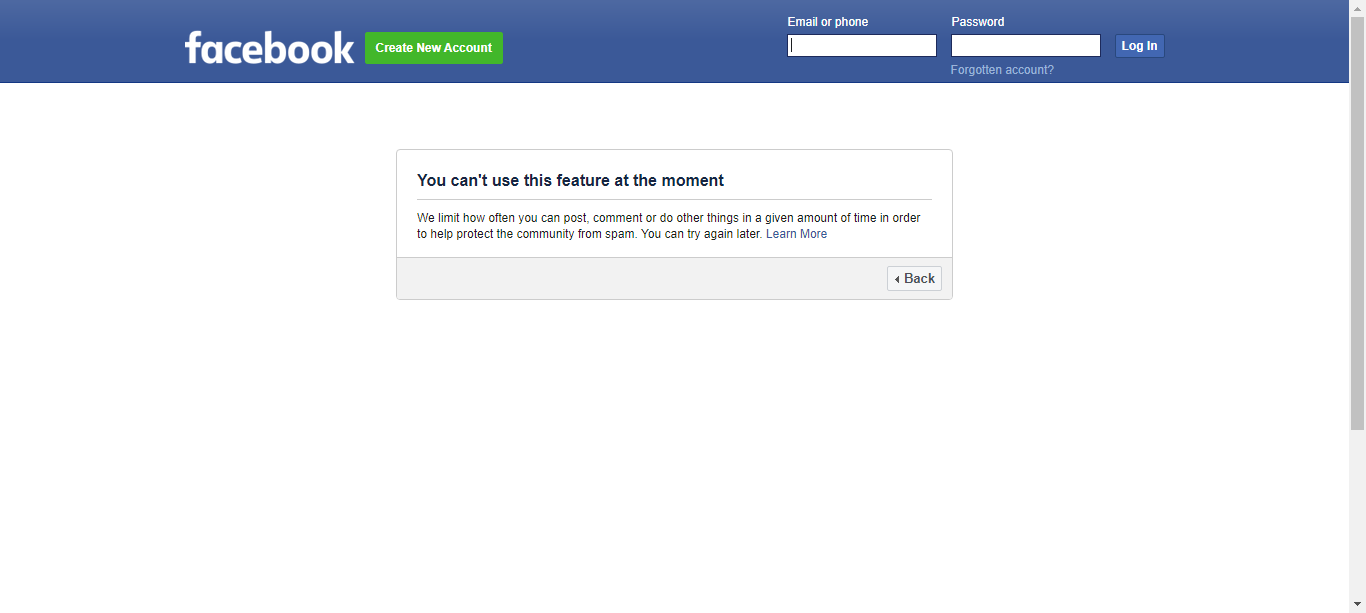 Email or phone
Password
facebook
Create New Account
Log In
Forgotten account?
You can't use this feature at the moment
We limit how often you can post, comment or do other things in a given amount of time in order
to help protect the community from spam. You can try again later. Learn More
Back